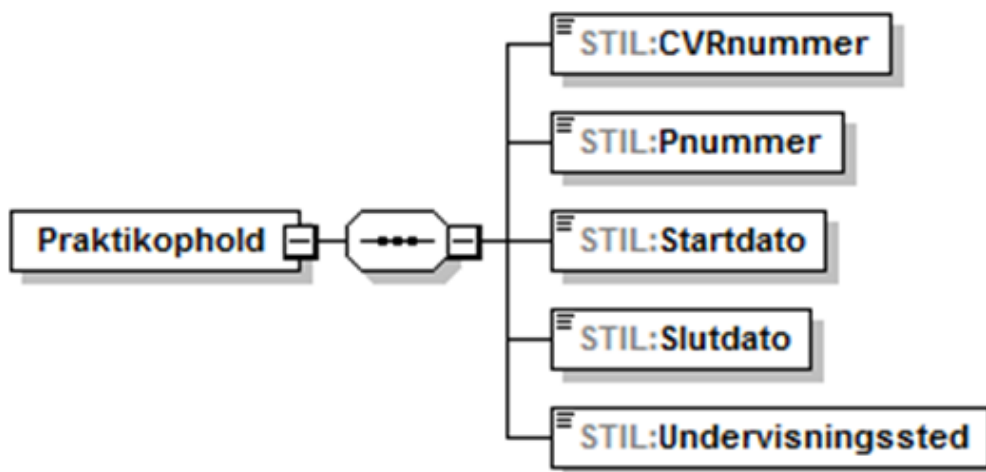 STIL:CVRnummer
STIL:Pnummer
Praktikophold
STIL:Startdato
STIL:Slutdato
STIL:Undervisningssted